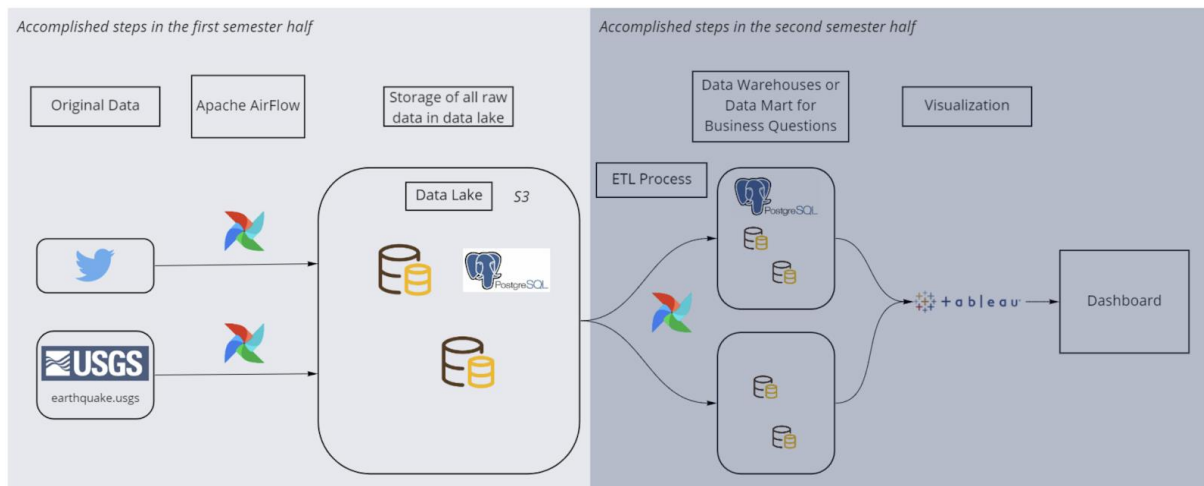 Accomplished steps in the first semester half
Accomplished steps in the second semester half
Original Data
Apache AirFlow
Storage of all raw
data in data lake
Data Warehouses or
Data Mart for
Business Questions
Visualization
Data Lake
S3
ETL Process
PostgreSQL
PostgreSQL
USGS
earthquake.usgs
+ableau
Dashboard